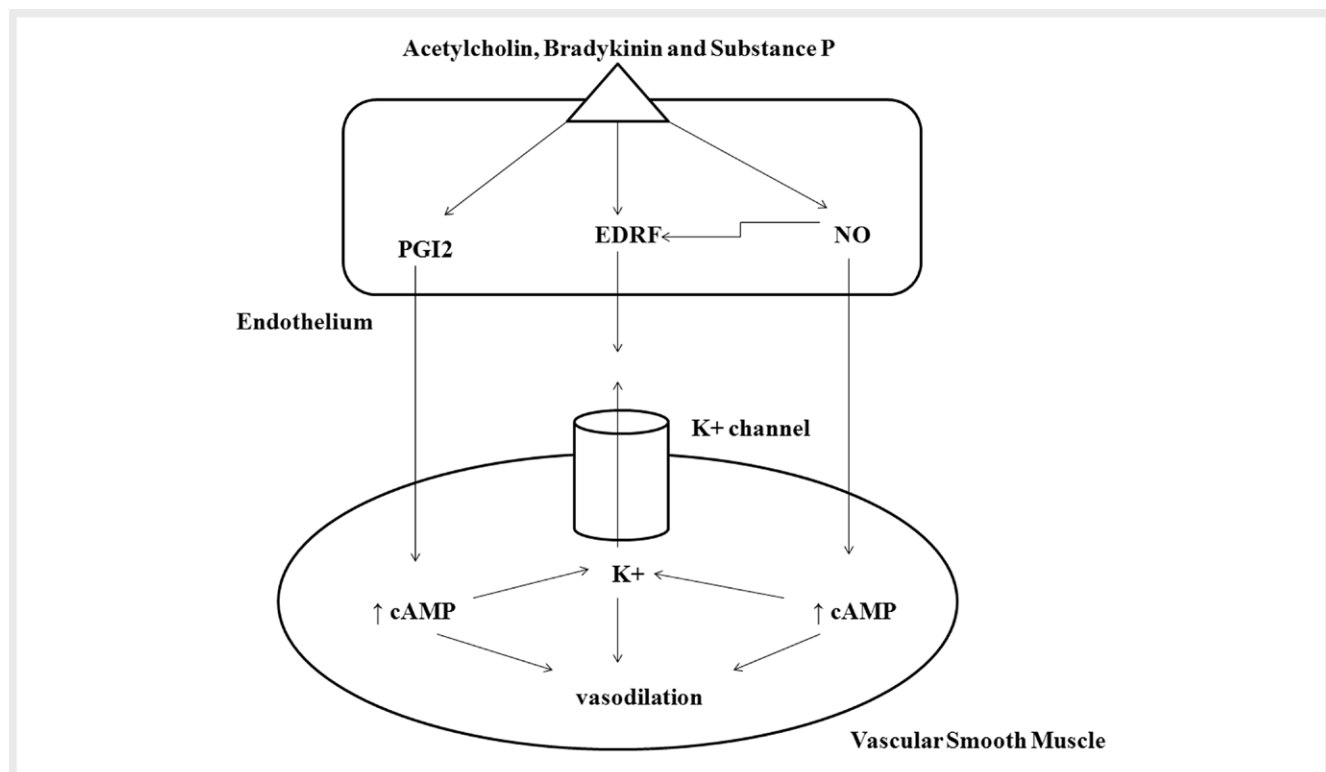 Acetylcholin, Bradykinin and Substance P
PGI2
EDRF
NO
Endothelium
K+ channel
K+
↑ cAMP
↑ cAMP
vasodilation
Vascular Smooth Muscle